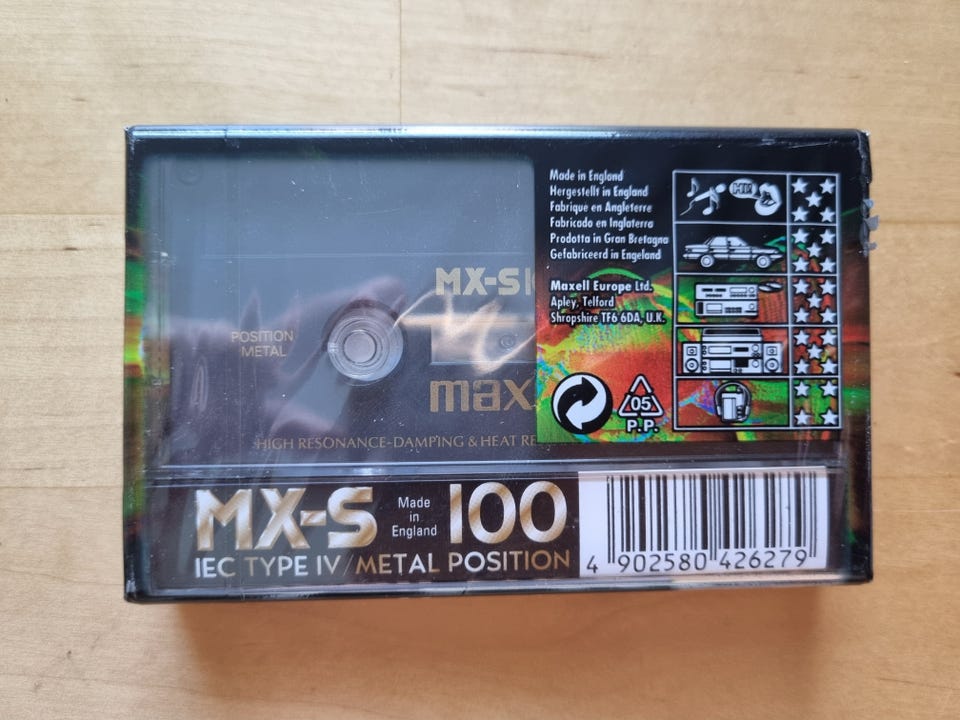 Made in England
Hergestellt in England
Fabrique en Angleterre
Fabricado en Inglaterra
Prodotta in Gran Bretagna
Gefabriceerd in Engeland
Maxell Europe Ltd.
Apley, Telford
Shropshire TF6 6DA, U.K.
05
P.P.
MX-S
POSITION
METAL
max
HIGH RESONANCE-DAMPING & HEAT RE
MX-S Made in England 100
IEC TYPE IV / METAL POSITION
4 902580 426279